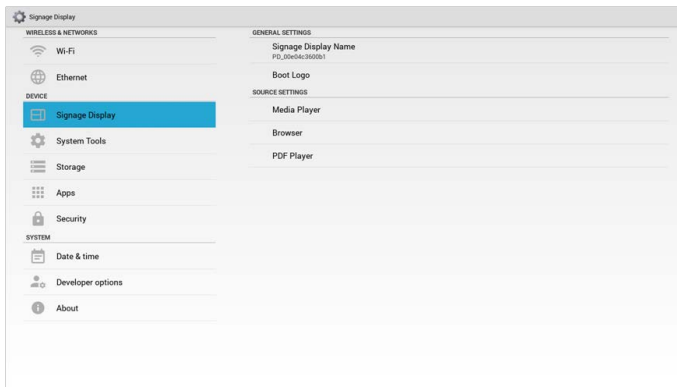 Signage Display
WIRELESS & NETWORKS
Wi-Fi
Ethernet
DEVICE
Signage Display
System Tools
Storage
Apps
Security
SYSTEM
Date & time
Developer options
About
GENERAL SETTINGS
Signage Display Name
PD_00e04c3600b1
Boot Logo
SOURCE SETTINGS
Media Player
Browser
PDF Player